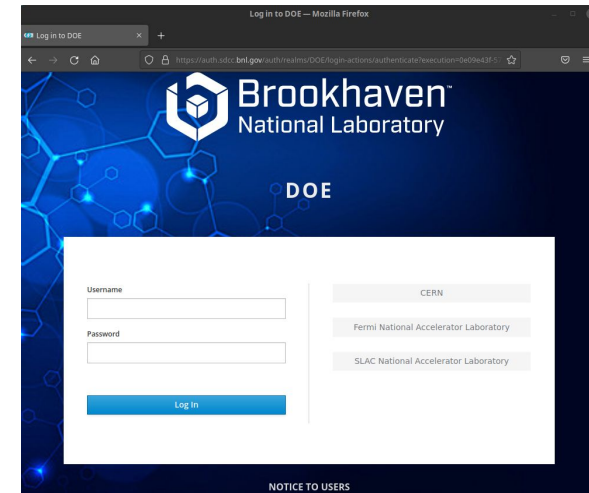 Log in to DOE — Mozilla Firefox
Log in to DOE × +
https://auth.sdcc.bnl.gov/auth/realms/DOE/login-actions/authenticate?execution=0e09e43f-5
Brookhaven™
National Laboratory
DOE
Username
CERN
Fermi National Accelerator Laboratory
Password
SLAC National Accelerator Laboratory
Log In
NOTICE TO USERS